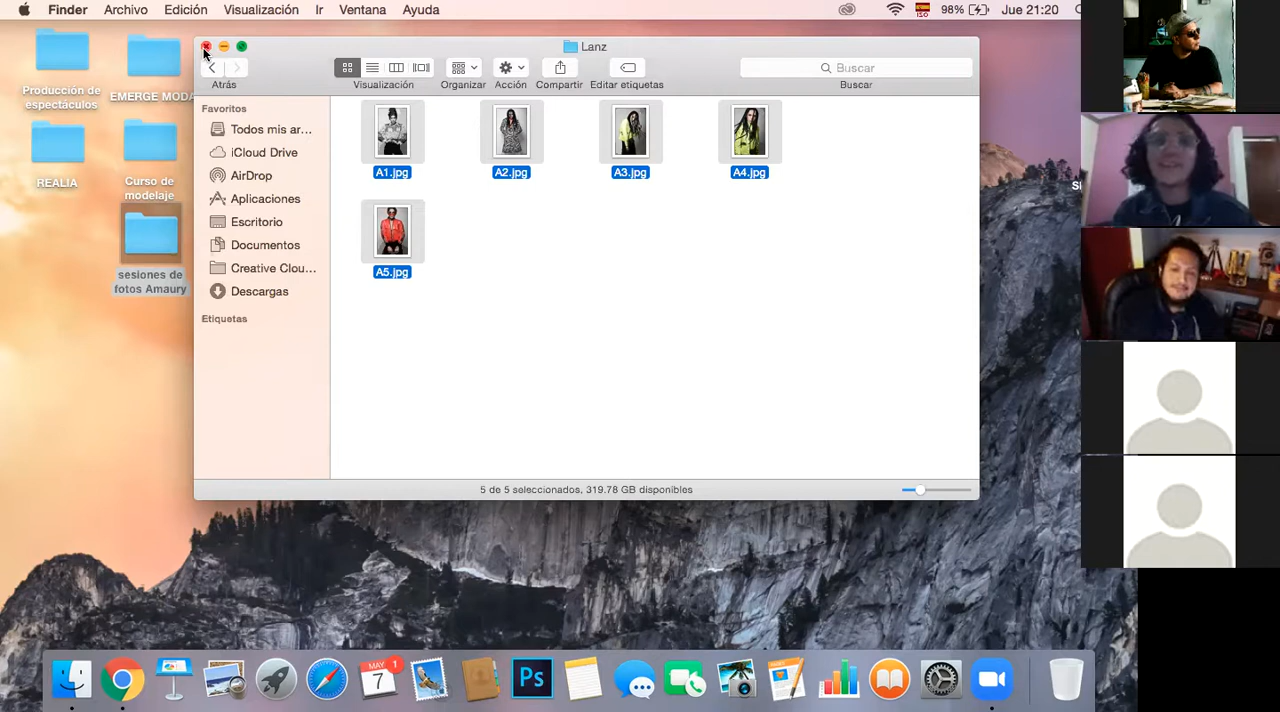 Finder Archivo Edición Visualización Ir Ventana Ayuda
ISO
98%
Jue 21:20
Producción de
espectáculos
EMERGE MODA
REALIA
Curso de
modelaje
sesiones de
fotos Amaury
Lanz
Buscar
Atrás Visualización Organizar Acción Compartir Editar etiquetas Buscar
Favoritos
Todos mis ar...
iCloud Drive
AirDrop
Aplicaciones
Escritorio
Documentos
Creative Clou...
Descargas
Etiquetas
A1.jpg A2.jpg A3.jpg A4.jpg
A5.jpg
5 de 5 seleccionados, 319.78 GB disponibles
MAY
1
7
Ps